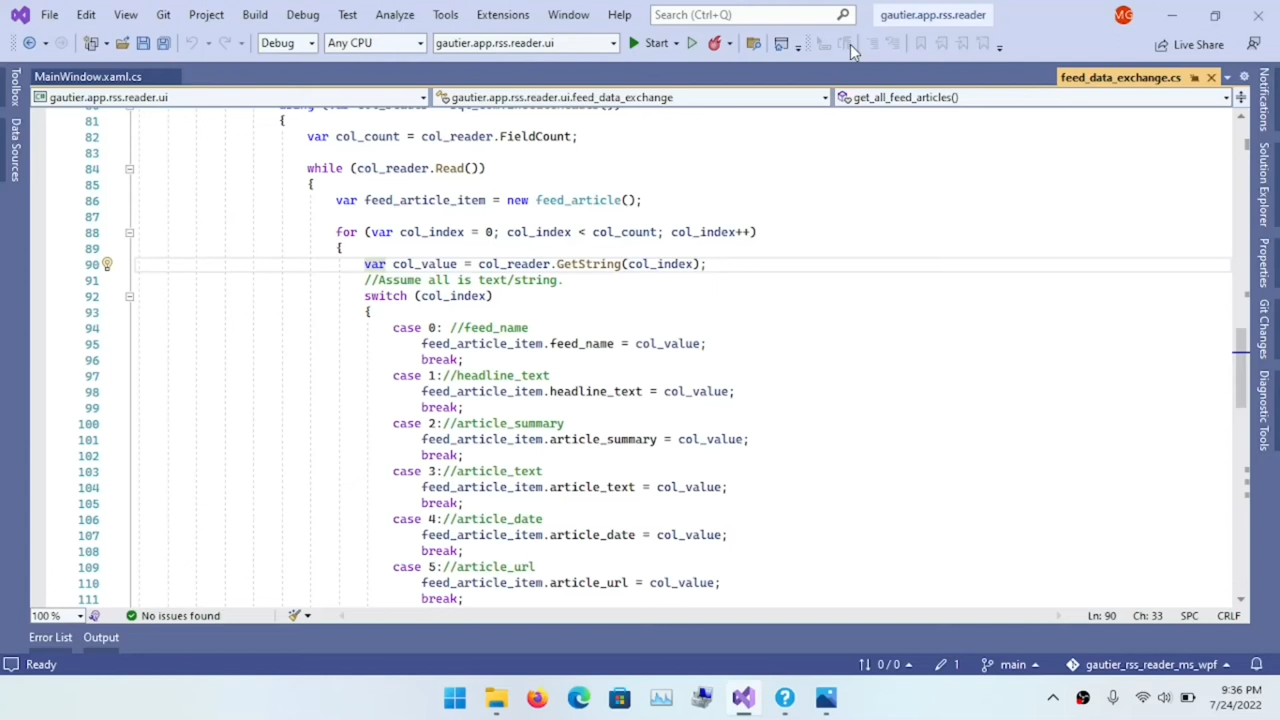 File Edit View Git Project Build Debug Test Analyze Tools Extensions Window Help Search (Ctrl+Q) gautier.app.rss.reader MG
Debug Any CPU gautier.app.rss.reader.ui Start Live Share
MainWindow.xaml.cs feed_data_exchange.cs
gautier.app.rss.reader.ui gautier.app.rss.reader.ui.feed_data_exchange get_all_feed_articles()
Toolbox
Data Sources
81 {
82 var col_count = col_reader.FieldCount;
83
84 while (col_reader.Read())
85 {
86 var feed_article_item = new feed_article();
87
88 for (var col_index = 0; col_index < col_count; col_index++)
89 {
90 var col_value = col_reader.GetString(col_index);
91 //Assume all is text/string.
92 switch (col_index)
93 {
94 case 0: //feed_name
95 feed_article_item.feed_name = col_value;
96 break;
97 case 1://headline_text
98 feed_article_item.headline_text = col_value;
99 break;
100 case 2://article_summary
101 feed_article_item.article_summary = col_value;
102 break;
103 case 3://article_text
104 feed_article_item.article_text = col_value;
105 break;
106 case 4://article_date
107 feed_article_item.article_date = col_value;
108 break;
109 case 5://article_url
110 feed_article_item.article_url = col_value;
111 break;
Notifications
Solution Explorer
Properties
Git Changes
Diagnostic Tools
100 % No issues found Ln: 90 Ch: 33 SPC CRLF
Error List Output
Ready 0 / 0 1 main gautier_rss_reader_ms_wpf
9:36 PM
7/24/2022